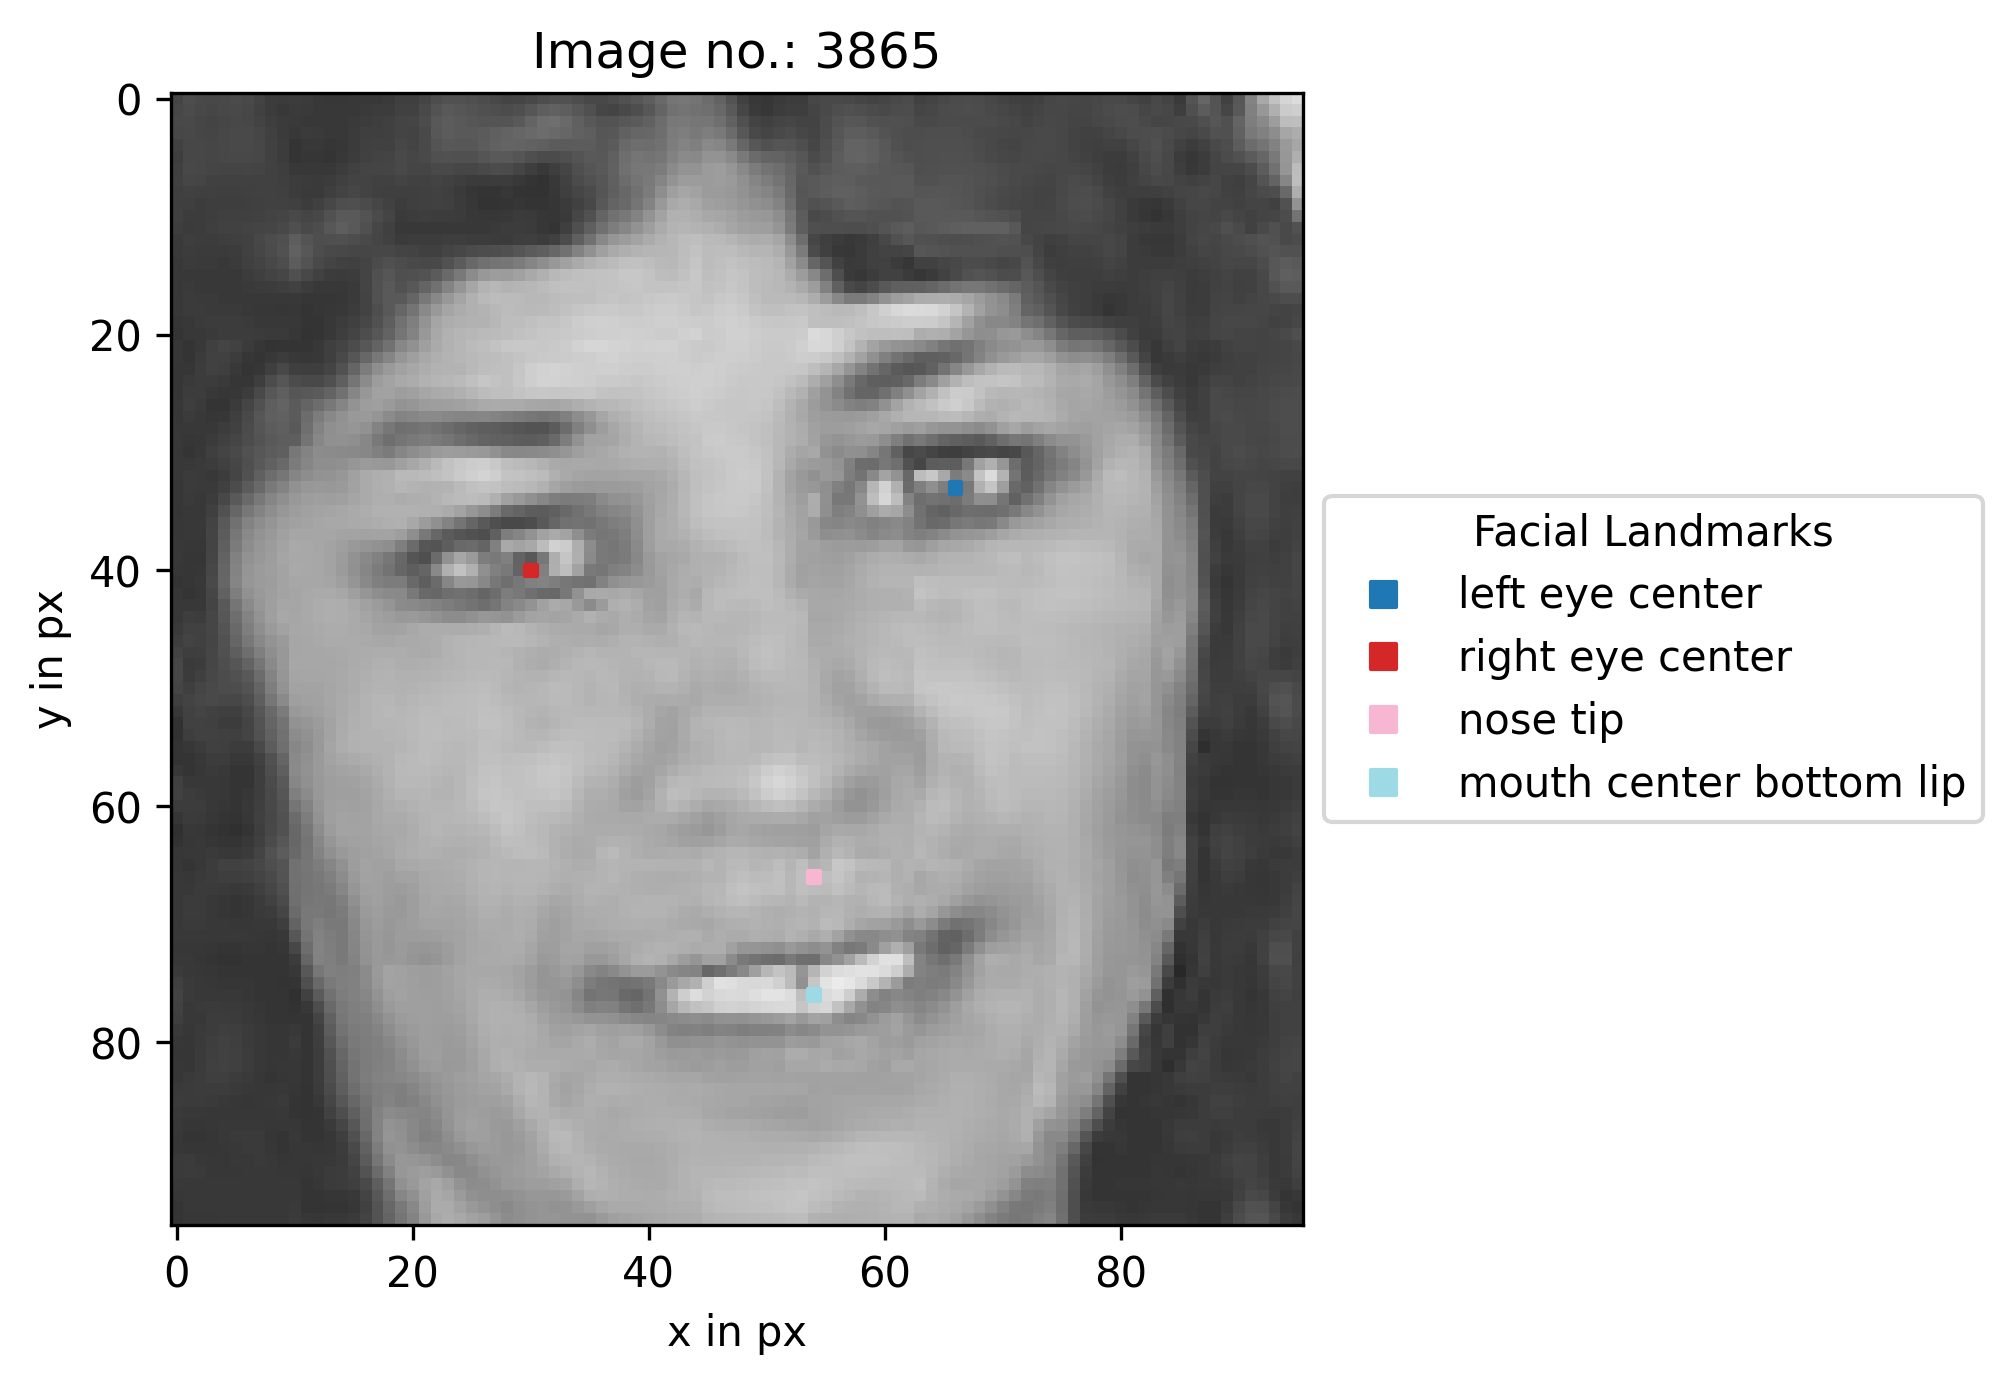 Image no.: 3865
0
20
40
60
80
y in px
0 20 40 60 80
x in px
Facial Landmarks
left eye center
right eye center
nose tip
mouth center bottom lip